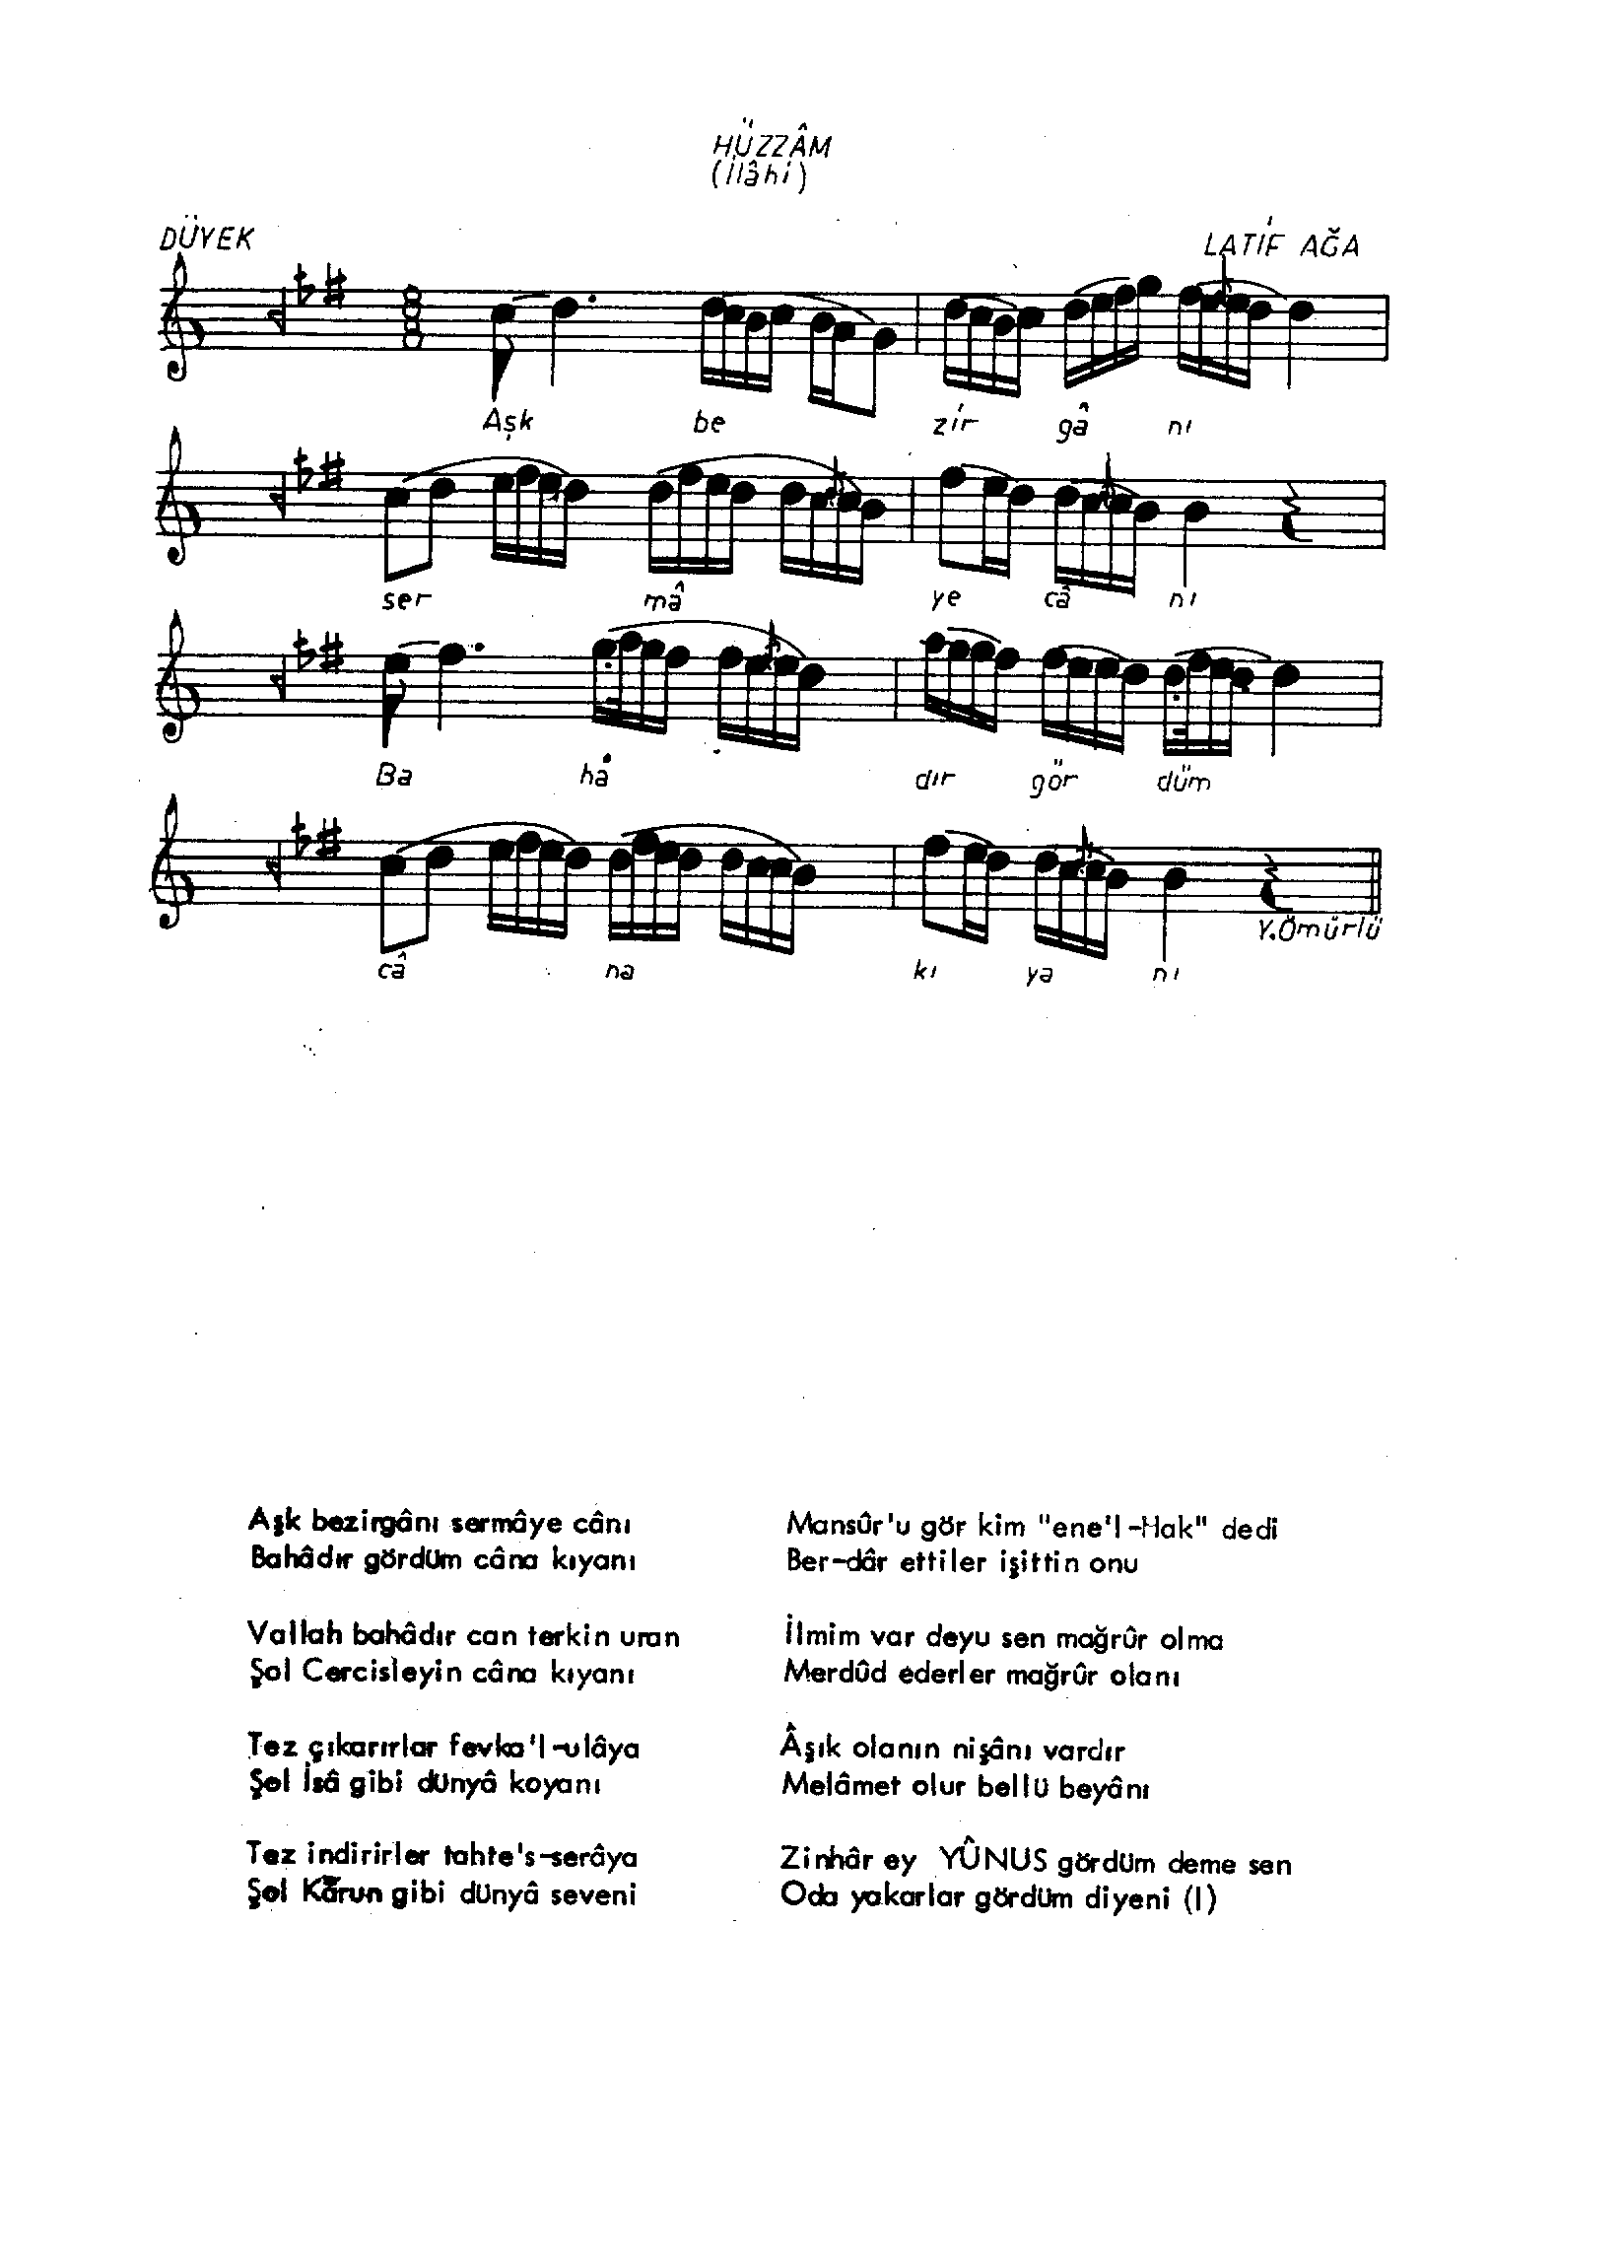 HÜZZÂM
(İlâhi)
DÜYEK
LATİF AĞA
Aşk be zir gâ nı
ser mâ ye câ nı
Ba hâ dır gör düm
Y.Ömürlü
câ na kı ya nı
Aşk bezirgânı sermâye cânı
Bahâdır gördüm câna kıyanı
Vallah bahâdır can terkin uran
Şol Cercisleyin câna kıyanı
Tez çıkarırlar fevka'l-ulâya
Şol İsâ gibi dünyâ koyanı
Tez indirirler tahte's-serâya
Şol Kârun gibi dünyâ seveni
Mansûr'u gör kim "ene'l-Hak" dedi
Ber-dâr ettiler işittin onu
İlmim var deyu sen mağrûr olma
Merdûd ederler mağrûr olanı
Âşık olanın nişânı vardır
Melâmet olur bellü beyânı
Zinhâr ey YÛNUS gördüm deme sen
Oda yakarlar gördüm diyeni (I)